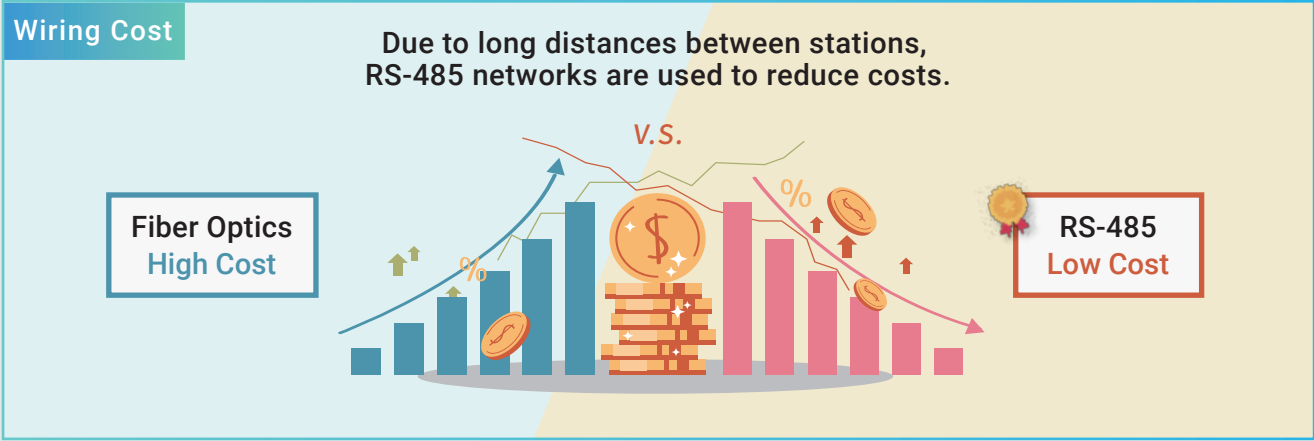 Wiring Cost
Due to long distances between stations,
RS-485 networks are used to reduce costs.
v.s.
%
%
$
$
$
$
Fiber Optics
High Cost
RS-485
Low Cost